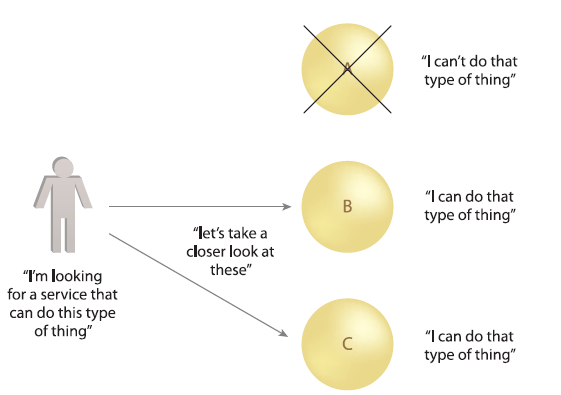 A
"I can't do that
type of thing"
B
"I can do that
type of thing"
"let's take a
closer look at
these"
"I'm looking
for a service that
can do this type
of thing"
C
"I can do that
type of thing"